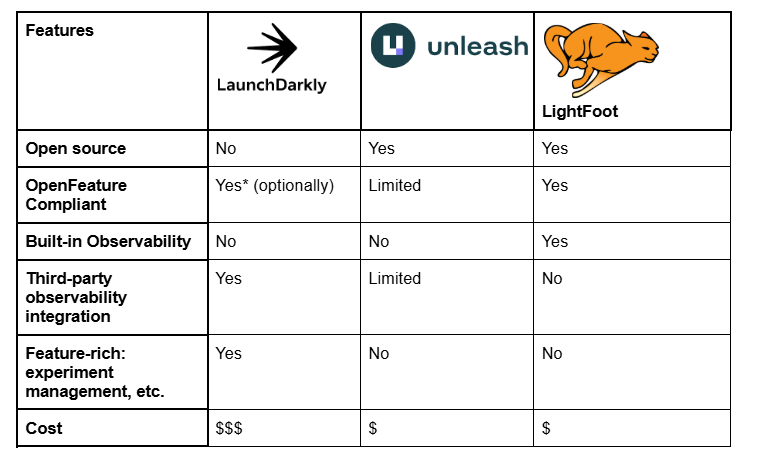 Features
LaunchDarkly
unleash
LightFoot
Open source No Yes Yes
OpenFeature Yes* (optionally) Limited Yes
Compliant
Built-in Observability No No Yes
Third-party Yes Limited No
observability
integration
Feature-rich: Yes No No
experiment
management, etc.
Cost $$$ $ $